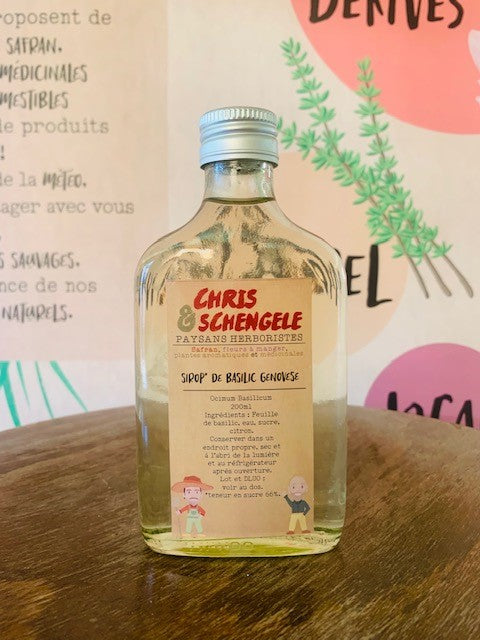 roposent de
SAFRAN,
MÉDICINALES
MESTIBLES
de produits
!
de la MÉTÉO,
ager avec vous
S SAUVAGES,
nce de nos
NATURELS.
DÉRIVÉS
EL
CHRIS
& SCHENGELE
PAYSANS HERBORISTES
Safran, fleurs à manger,
plantes aromatiques et médicinales
SIROP* DE BASILIC GENOVESE
Ocimum Basilicum
200ml
Ingrédients : Feuille
de basilic, eau, sucre,
citron.
Conserver dans un
endroit propre, sec et
à l'abri de la lumière
et au réfrigérateur
après ouverture.
Lot et DLUO :
voir au dos.
*teneur en sucre 66%.